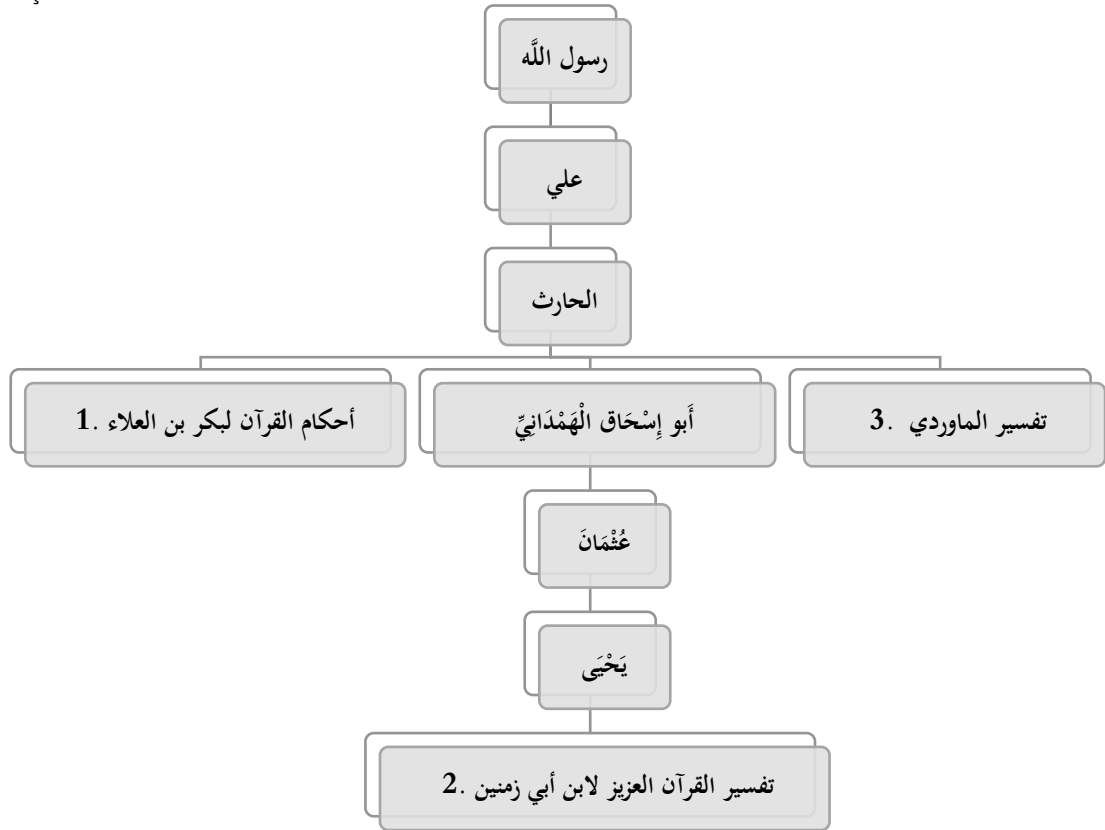 رسول اللَّه
علي
الحارث
3. تفسير الماوردي
أَبو إِسْحَاق الْهَمْدَانِيِّ
1. أحكام القرآن لبكر بن العلاء
عُثْمَانَ
يَحْيَى
2. تفسير القرآن العزيز لابن أبي زمنين